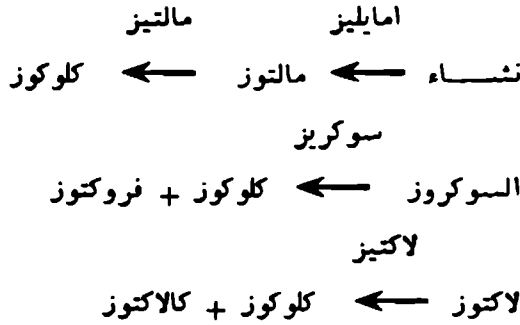 امايليز مالتيز
نشـــاء ← مالتوز ← كلوكوز
سوكريز
السوكروز ← كلوكوز + فروكتوز
لاكتيز
لاكتوز ← كلوكوز + كالاكتوز